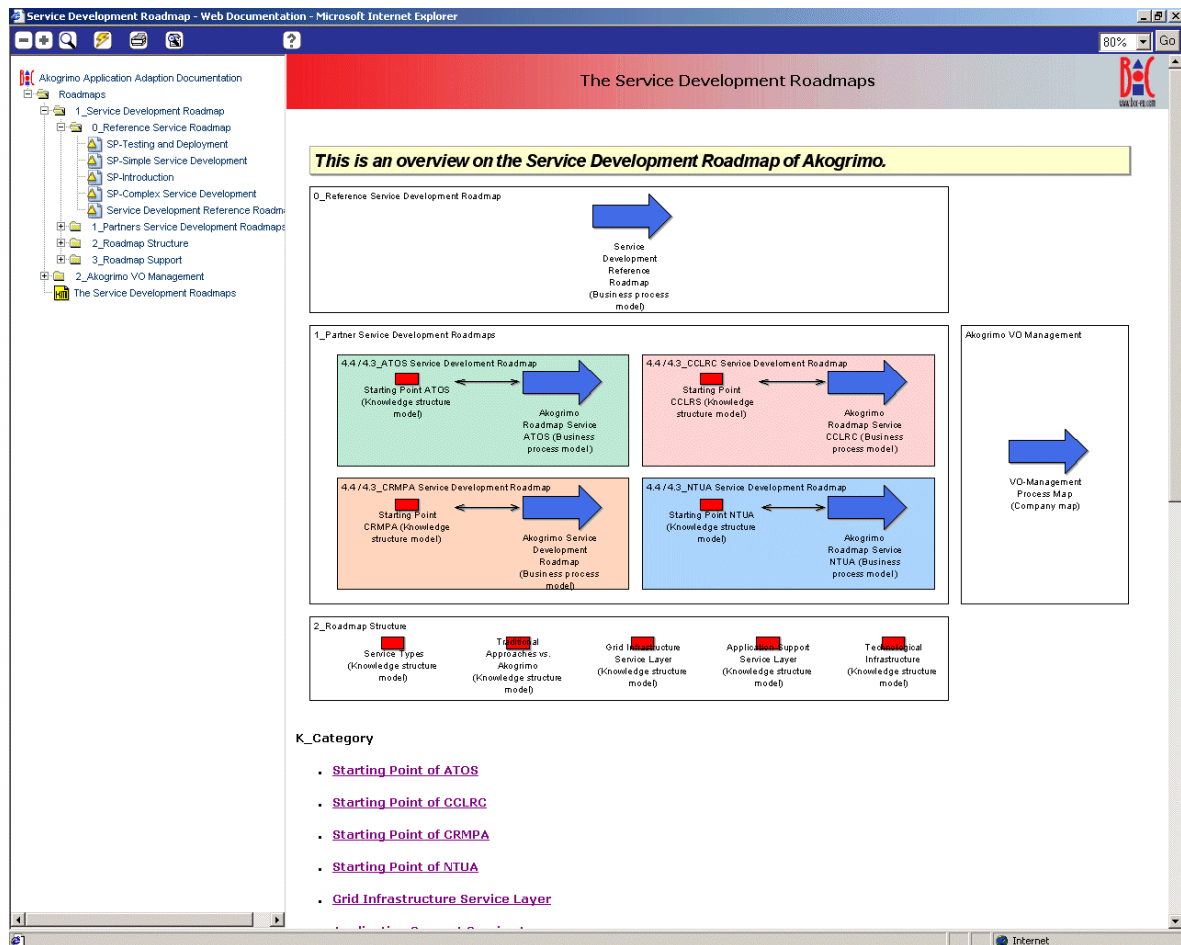 Service Development Roadmap - Web Documentation - Microsoft Internet Explorer
80%
Go
Akogrimo Application Adaption Documentation
Roadmaps
1_Service Development Roadmap
0_Reference Service Roadmap
SP-Testing and Deployment
SP-Simple Service Development
SP-Introduction
SP-Complex Service Development
Service Development Reference Roadm
1_Partners Service Development Roadmaps
2_Roadmap Structure
3_Roadmap Support
2_Akogrimo VO Management
The Service Development Roadmaps
The Service Development Roadmaps
BOC
www.boc-eu.com
This is an overview on the Service Development Roadmap of Akogrimo.
0_Reference Service Development Roadmap
Service
Development
Reference
Roadmap
(Business process
model)
1_Partner Service Development Roadmaps
4.4 / 4.3_ATOS Service Develoment Roadmap
Starting Point ATOS
(Knowledge structure
model)
Akogrimo
Roadmap Service
ATOS (Business
process model)
4.4 / 4.3_CCLRC Service Develoment Roadmap
Starting Point
CCLRS (Knowledge
structure model)
Akogrimo
Roadmap Service
CCLRC (Business
process model)
4.4 / 4.3_CRMPA Service Development Roadmap
Starting Point
CRMPA (Knowledge
structure model)
Akogrimo Service
Development
Roadmap
(Business process
model)
4.4 / 4.3_NTUA Service Development Roadmap
Starting Point NTUA
(Knowledge structure
model)
Akogrimo
Roadmap Service
NTUA (Business
process model)
Akogrimo VO Management
VO-Management
Process Map
(Company map)
2_Roadmap Structure
Service Types
(Knowledge structure
model)
Traditional
Approaches vs.
Akogrimo
(Knowledge structure
model)
Grid Infrastructure
Service Layer
(Knowledge structure
model)
Application Support
Service Layer
(Knowledge structure
model)
Technological
Infrastructure
(Knowledge structure
model)
K_Category
Starting Point of ATOS
Starting Point of CCLRC
Starting Point of CRMPA
Starting Point of NTUA
Grid Infrastructure Service Layer
Internet